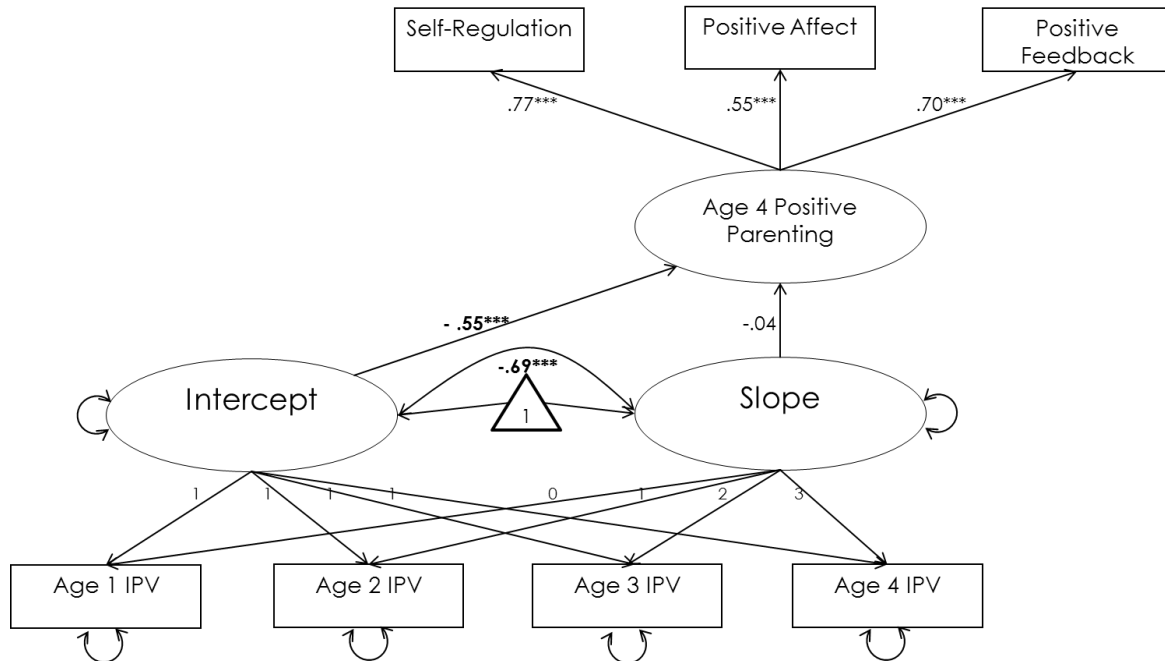 Self-Regulation
Positive Affect
Positive
Feedback
.77***
.55***
.70***
Age 4 Positive
Parenting
- .55***
-.04
-.69***
Intercept
1
Slope
1
1
1
1
0
1
2
3
Age 1 IPV
Age 2 IPV
Age 3 IPV
Age 4 IPV